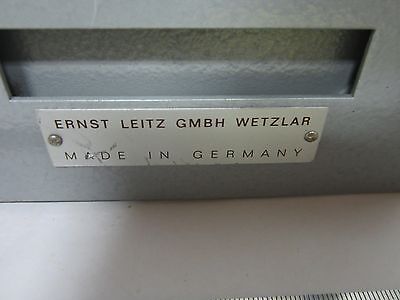 ERNST LEITZ GMBH WETZLAR
MADE IN GERMANY